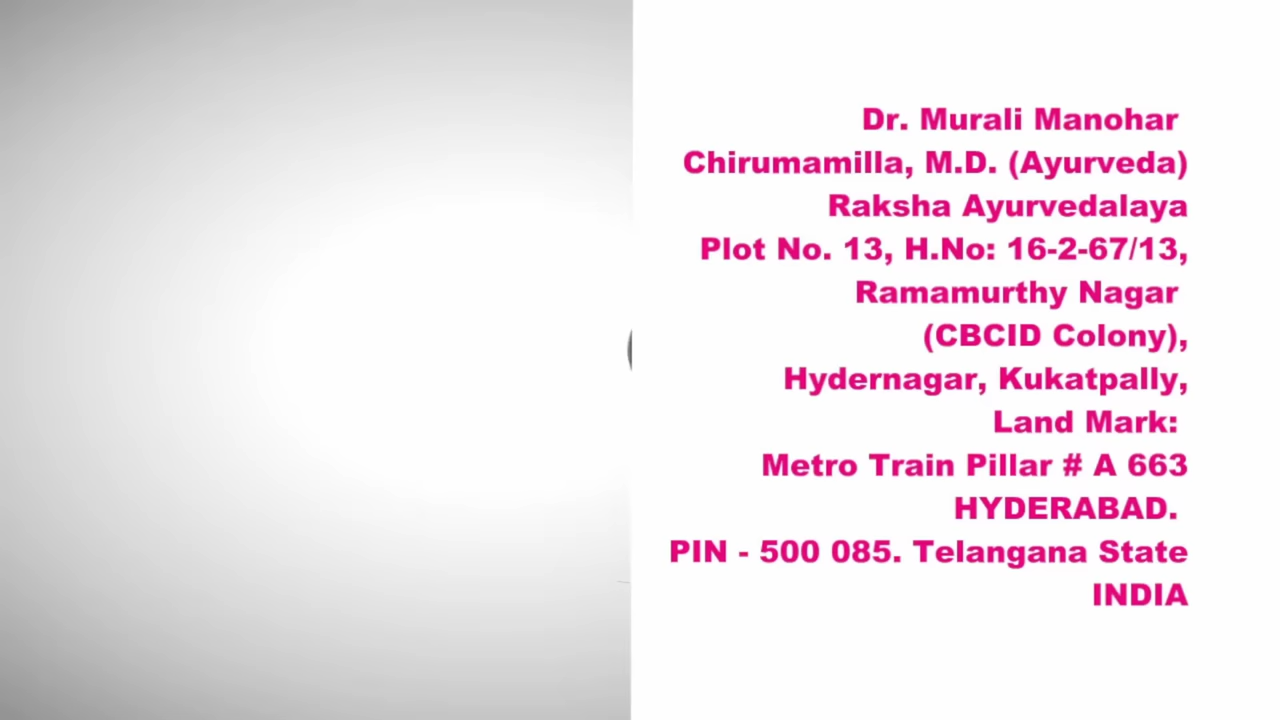 Dr. Murali Manohar
Chirumamilla, M.D. (Ayurveda)
Raksha Ayurvedalaya
Plot No. 13, H.No: 16-2-67/13,
Ramamurthy Nagar
(CBCID Colony),
Hydernagar, Kukatpally,
Land Mark:
Metro Train Pillar # A 663
HYDERABAD.
PIN - 500 085. Telangana State
INDIA